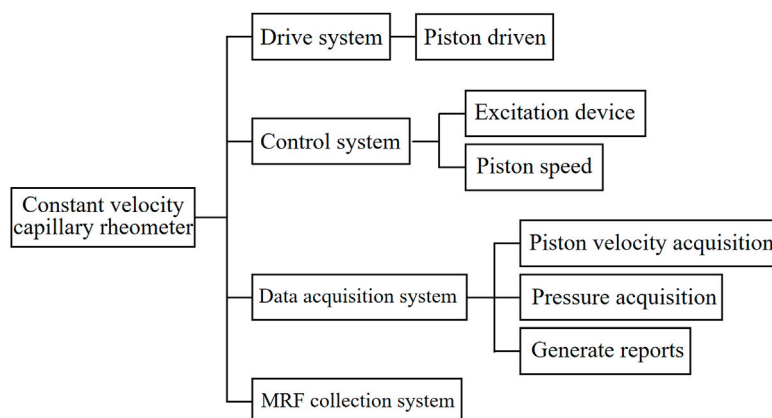 Drive system
Piston driven
Excitation device
Control system
Piston speed
Constant velocity
capillary rheometer
Piston velocity acquisition
Data acquisition system
Pressure acquisition
Generate reports
MRF collection system